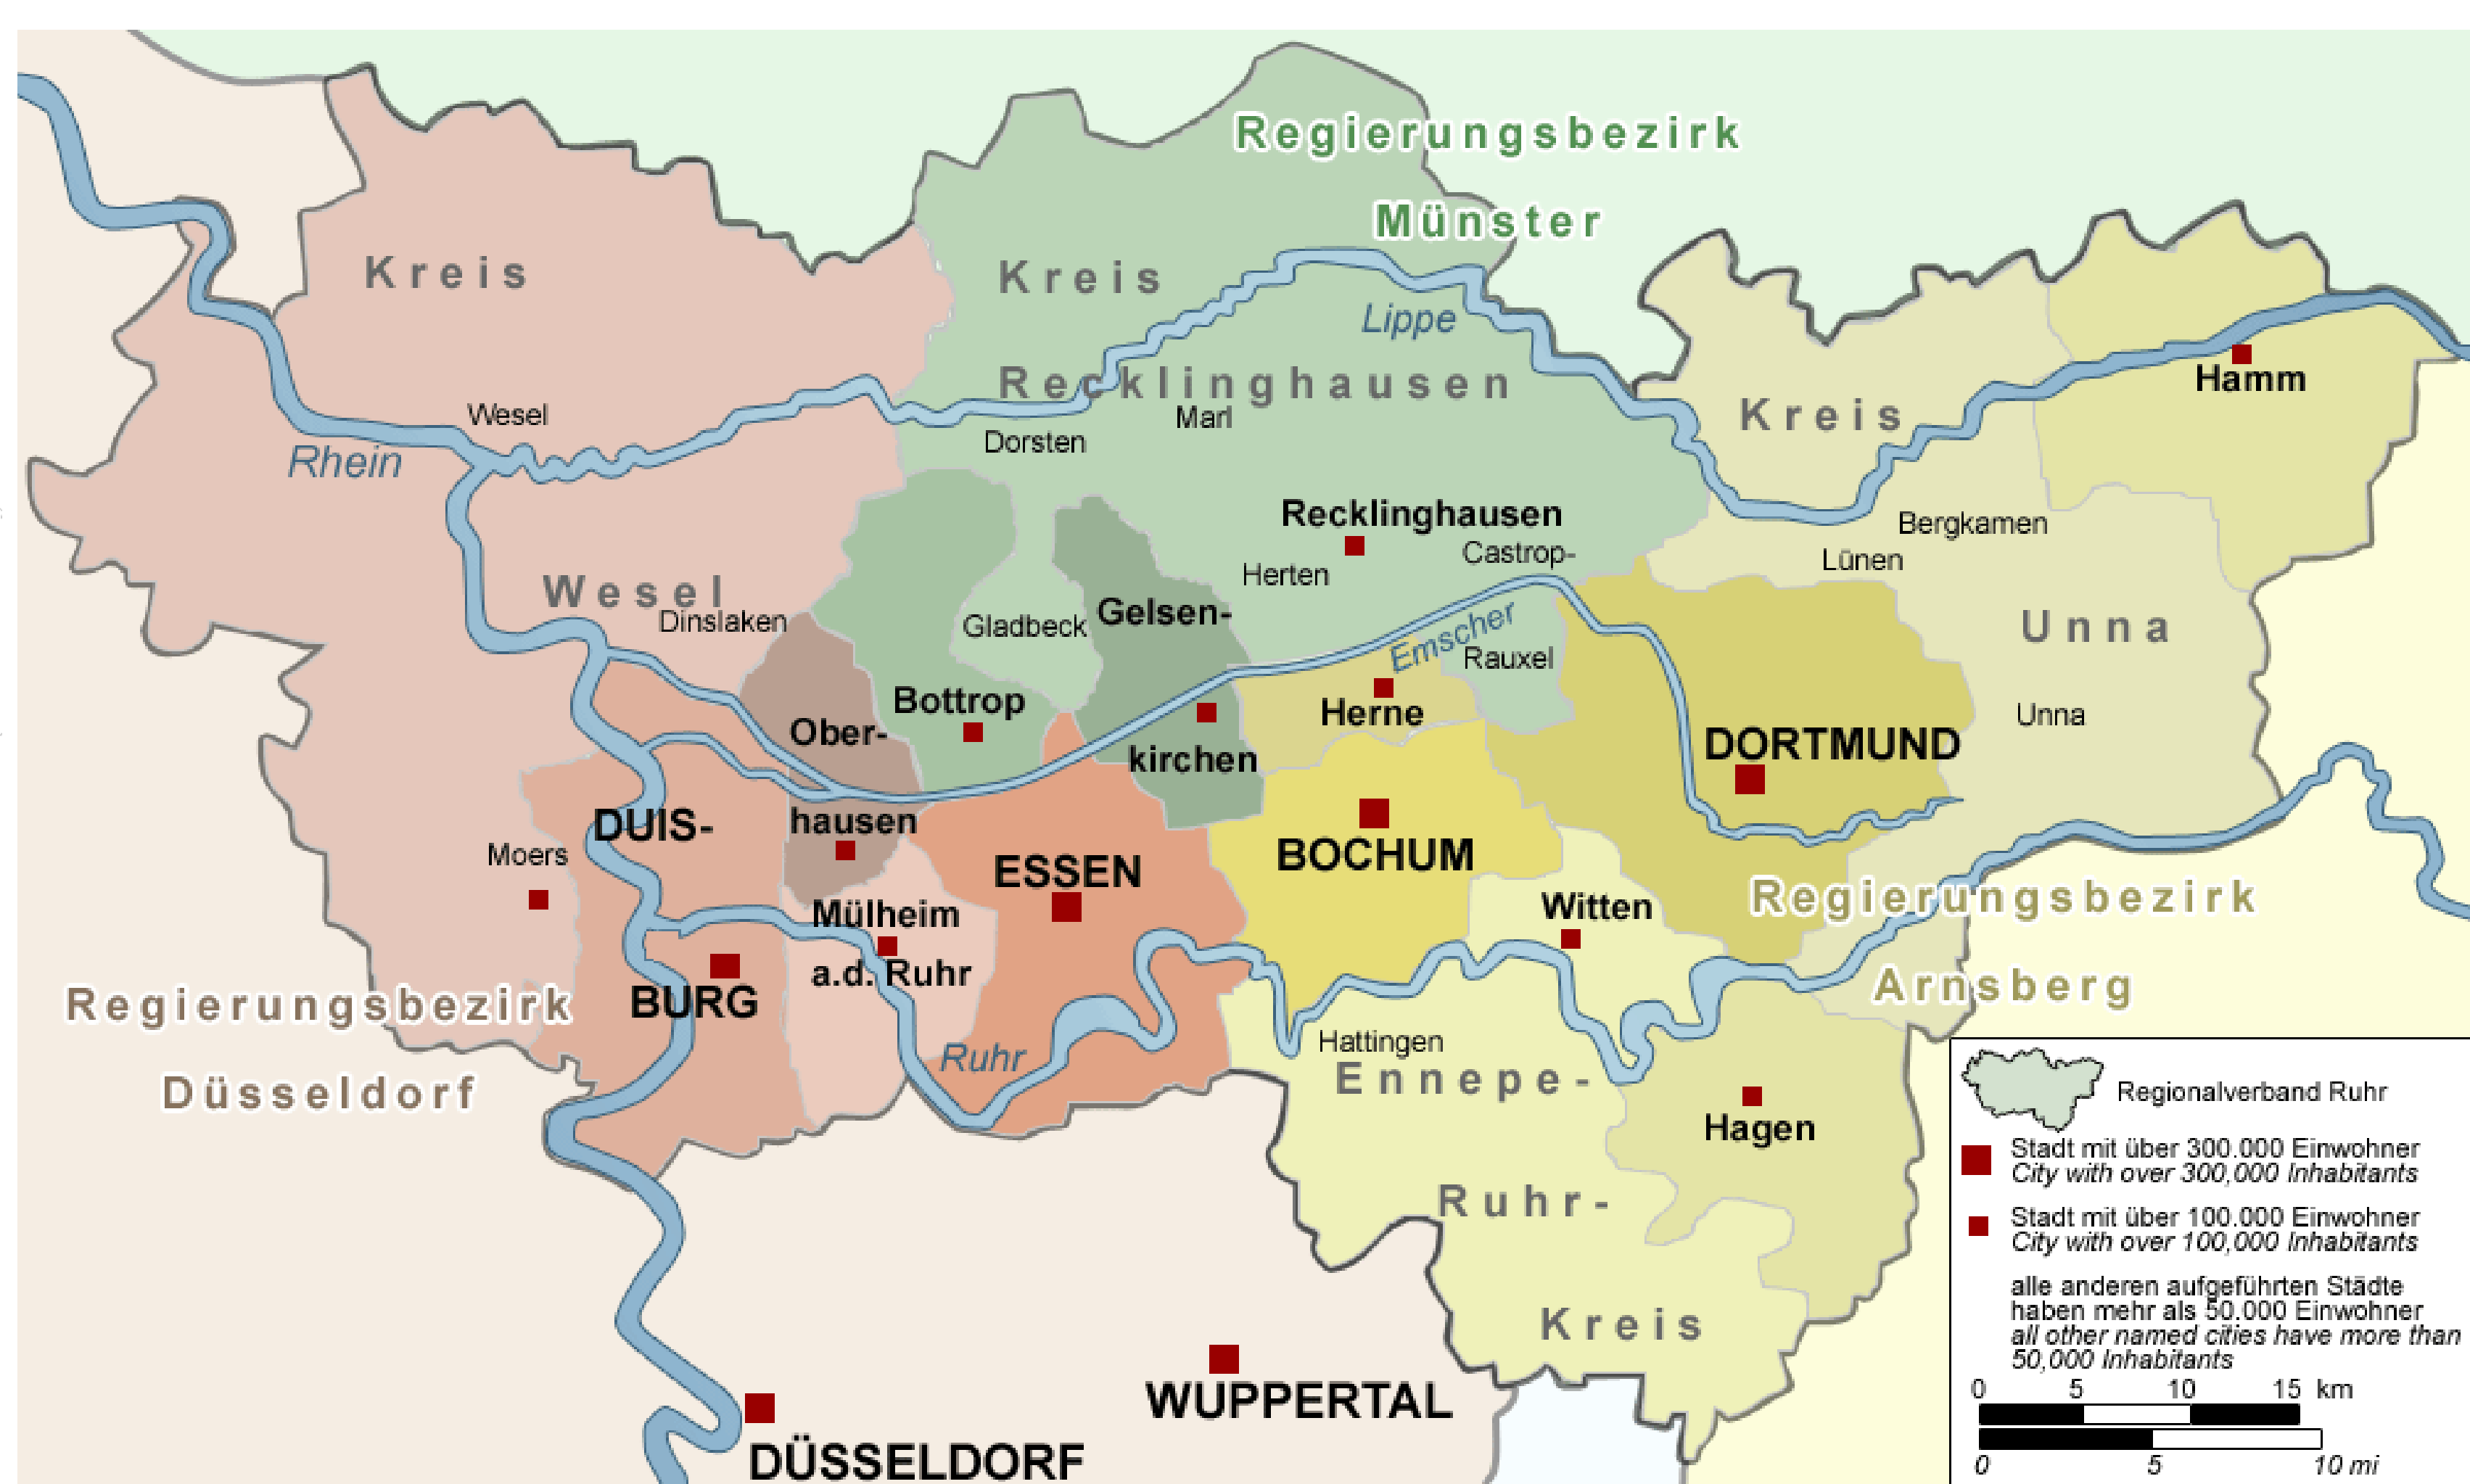 Regierungsbezirk
Münster
Kreis
Kreis
Lippe
Recklinghausen
Hamm
Kreis
Wesel
Marl
Dorsten
Rhein
Recklinghausen
Bergkamen
Castrop-
Lünen
Herten
Wesel
Dinslaken
Gladbeck
Gelsen-
Emscher
Rauxel
Unna
Bottrop
Herne
Unna
Ober-
kirchen
DORTMUND
DUIS-
hausen
Moers
ESSEN
BOCHUM
Mülheim
a.d. Ruhr
Witten
Regierungsbezirk
Arnsberg
BURG
Regierungsbezirk
Düsseldorf
Ruhr
Hattingen
Ennepe-
Hagen
Ruhr-
Kreis
WUPPERTAL
DÜSSELDORF
Regionalverband Ruhr
Stadt mit über 300.000 Einwohner
City with over 300,000 Inhabitants
Stadt mit über 100.000 Einwohner
City with over 100,000 Inhabitants
alle anderen aufgeführten Städte
haben mehr als 50.000 Einwohner
all other named cities have more than
50,000 Inhabitants
0 5 10 15 km
0 5 10 mi